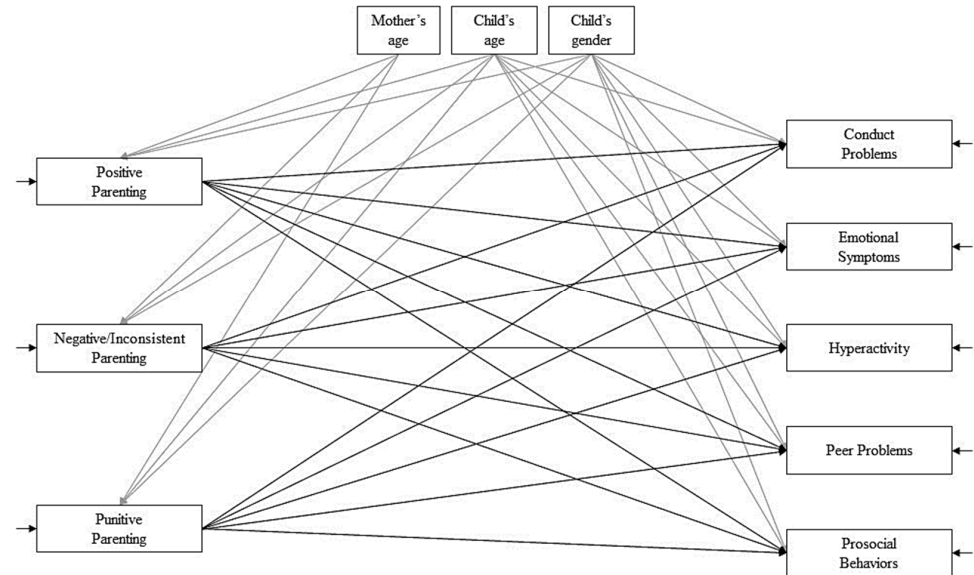 Mother’s
age
Child’s
age
Child’s
gender
Conduct
Problems
Positive
Parenting
Emotional
Symptoms
Negative/Inconsistent
Parenting
Hyperactivity
Peer Problems
Punitive
Parenting
Prosocial
Behaviors